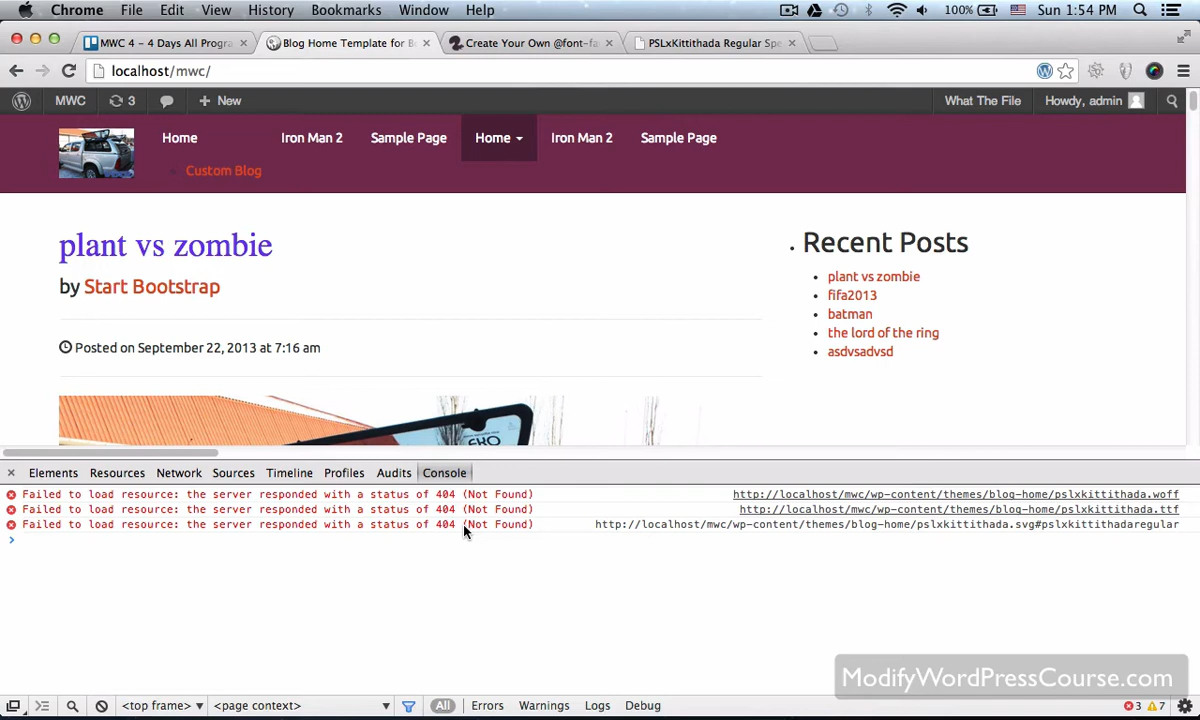 Chrome File Edit View History Bookmarks Window Help 100% Sun 1:54 PM
MWC 4 – 4 Days All Progra Blog Home Template for B Create Your Own @font-fa PSLxKittithada Regular Spe
localhost/mwc/
MWC 3 + New What The File Howdy, admin
Home Iron Man 2 Sample Page Home Iron Man 2 Sample Page
Custom Blog
plant vs zombie
by Start Bootstrap
Posted on September 22, 2013 at 7:16 am
EKO
Recent Posts
plant vs zombie
fifa2013
batman
the lord of the ring
asdvsadvsd
× Elements Resources Network Sources Timeline Profiles Audits Console
Failed to load resource: the server responded with a status of 404 (Not Found) http://localhost/mwc/wp-content/themes/blog-home/pslxkittithada.woff
Failed to load resource: the server responded with a status of 404 (Not Found) http://localhost/mwc/wp-content/themes/blog-home/pslxkittithada.ttf
Failed to load resource: the server responded with a status of 404 (Not Found) http://localhost/mwc/wp-content/themes/blog-home/pslxkittithada.svg#pslxkittithadaregular
>
ModifyWordPressCourse.com
<top frame> <page context> All Errors Warnings Logs Debug 3 7